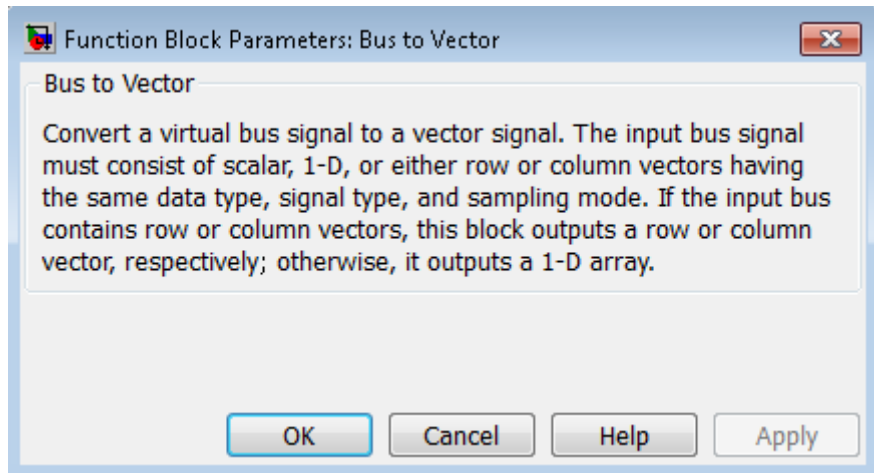 Function Block Parameters: Bus to Vector
Bus to Vector
Convert a virtual bus signal to a vector signal. The input bus signal
must consist of scalar, 1-D, or either row or column vectors having
the same data type, signal type, and sampling mode. If the input bus
contains row or column vectors, this block outputs a row or column
vector, respectively; otherwise, it outputs a 1-D array.
OK Cancel Help Apply